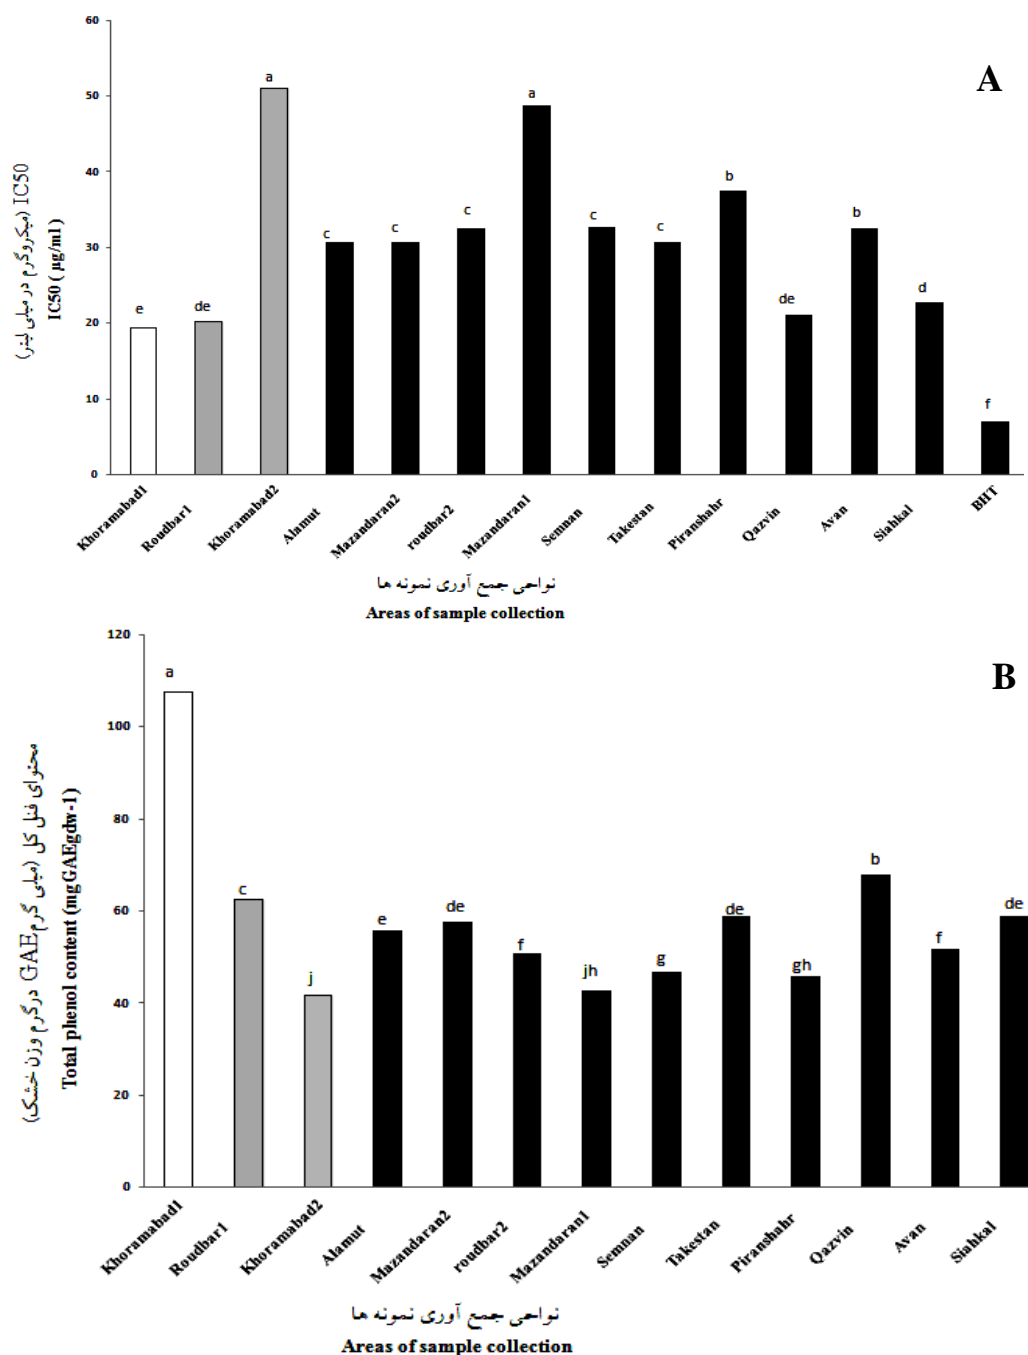 A
60
50
40
30
20
10
0
IC50 (میکروگرم در میلی لیتر)
IC50 ( µg/ml )
e
de
a
c
c
c
a
c
c
b
de
b
d
f
Khoramabad1
Roudbar1
Khoramabad2
Alamut
Mazandaran2
roudbar2
Mazandaran1
Semnan
Takestan
Piranshahr
Qazvin
Avan
Siahkal
BHT
نواحی جمع آوری نمونه ها
Areas of sample collection
B
120
100
80
60
40
20
0
محتوای فنل کل (میلی گرم GAE درگرم وزن خشک)
Total phenol content (mgGAEgdw-1)
a
c
j
e
de
f
jh
g
de
gh
b
f
de
Khoramabad1
Roudbar1
Khoramabad2
Alamut
Mazandaran2
roudbar2
Mazandaran1
Semnan
Takestan
Piranshahr
Qazvin
Avan
Siahkal
نواحی جمع آوری نمونه ها
Areas of sample collection